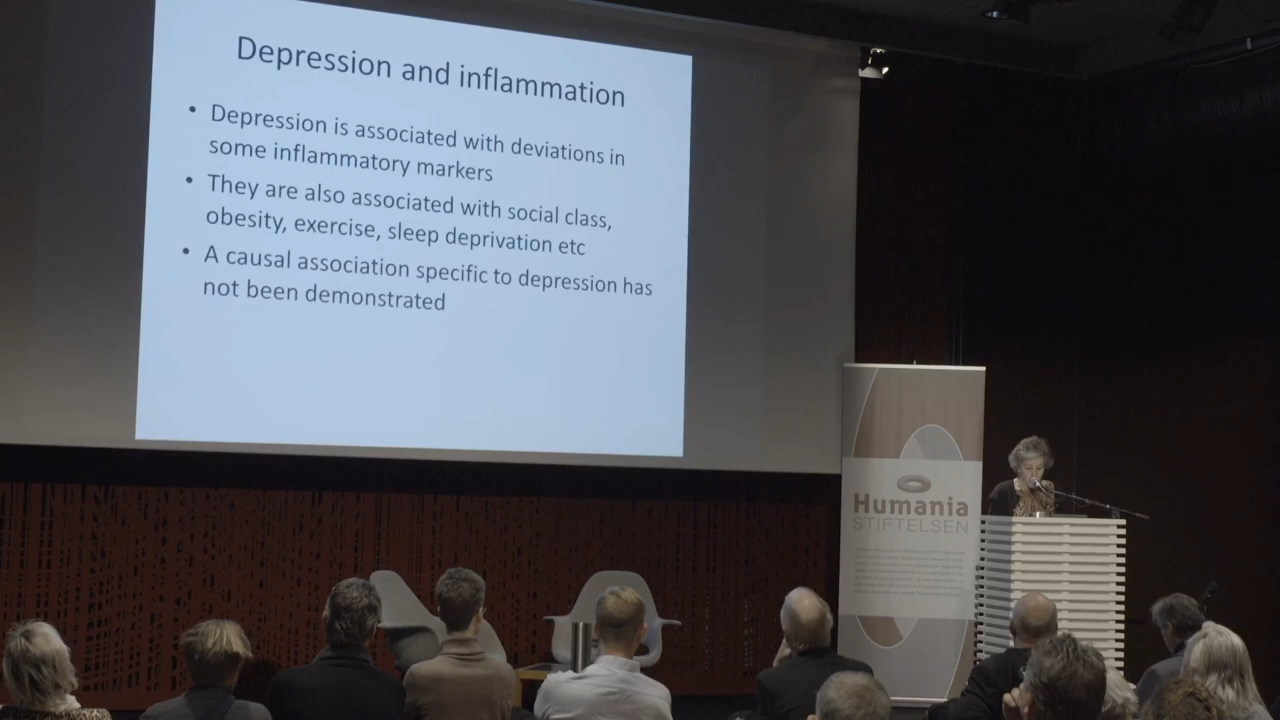 Depression and inflammation
• Depression is associated with deviations in
some inflammatory markers
• They are also associated with social class,
obesity, exercise, sleep deprivation etc
• A causal association specific to depression has
not been demonstrated
Humania
STIFTELSEN